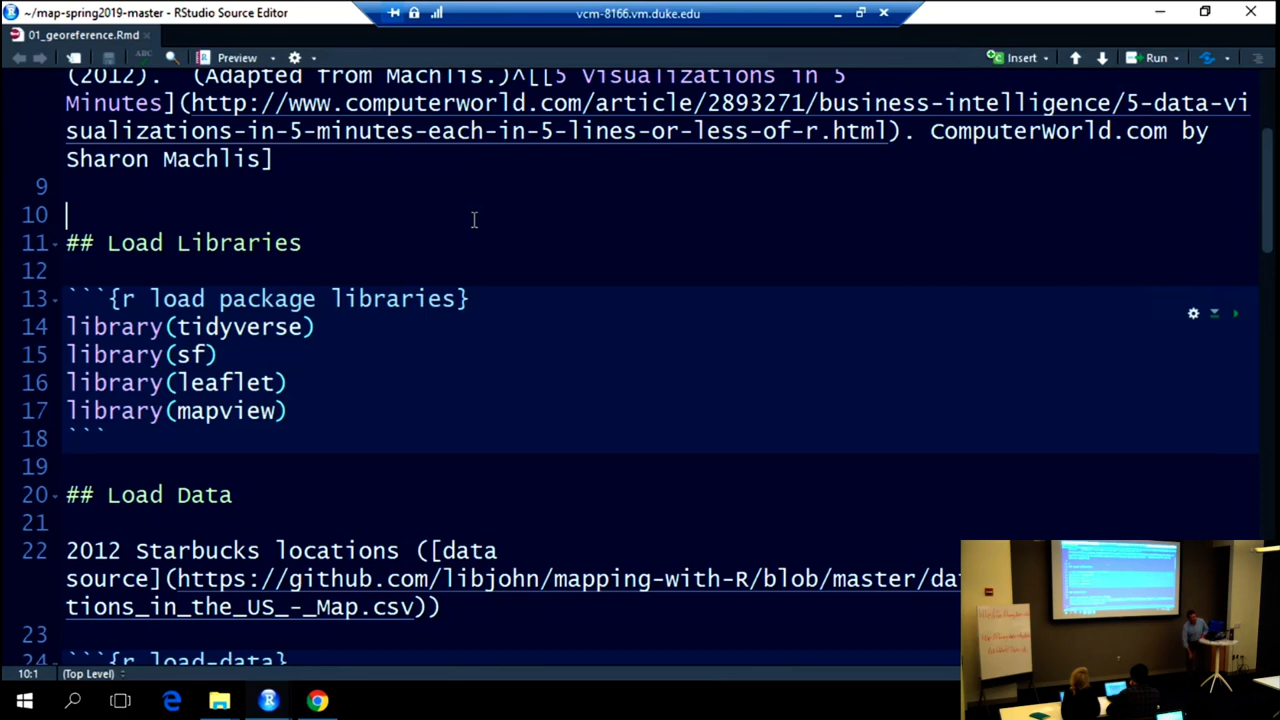 ~/map-spring2019-master - RStudio Source Editor
vcm-8166.vm.duke.edu
01_georeference.Rmd
ABC Preview Insert Run
(2012).  (Adapted from Machlis.)^[[5 Visualizations in 5
Minutes](http://www.computerworld.com/article/2893271/business-intelligence/5-data-vi
sualizations-in-5-minutes-each-in-5-lines-or-less-of-r.html). ComputerWorld.com by
Sharon Machlis]
9
10
11 ## Load Libraries
12
13 ```{r load package libraries}
14 library(tidyverse)
15 library(sf)
16 library(leaflet)
17 library(mapview)
18 ```
19
20 ## Load Data
21
22 2012 Starbucks locations ([data
source](https://github.com/libjohn/mapping-with-R/blob/master/dat
tions_in_the_US_-_Map.csv))
23
24 ```{r load-data}
10:1 (Top Level)